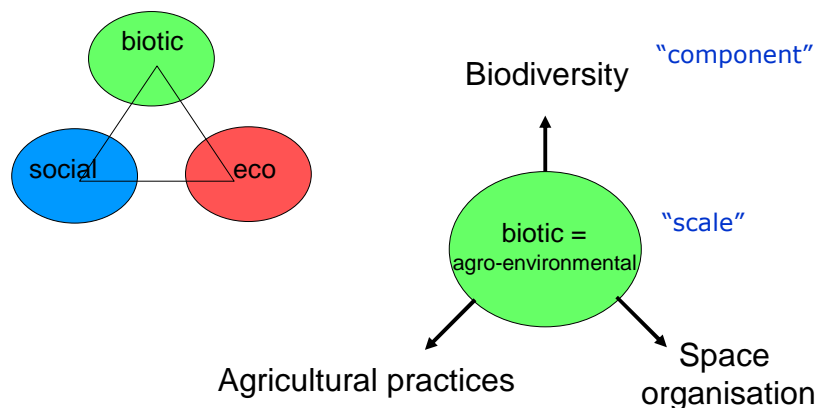 biotic
social
eco
"component"
Biodiversity
"scale"
biotic =
agro-environmental
Agricultural practices
Space
organisation